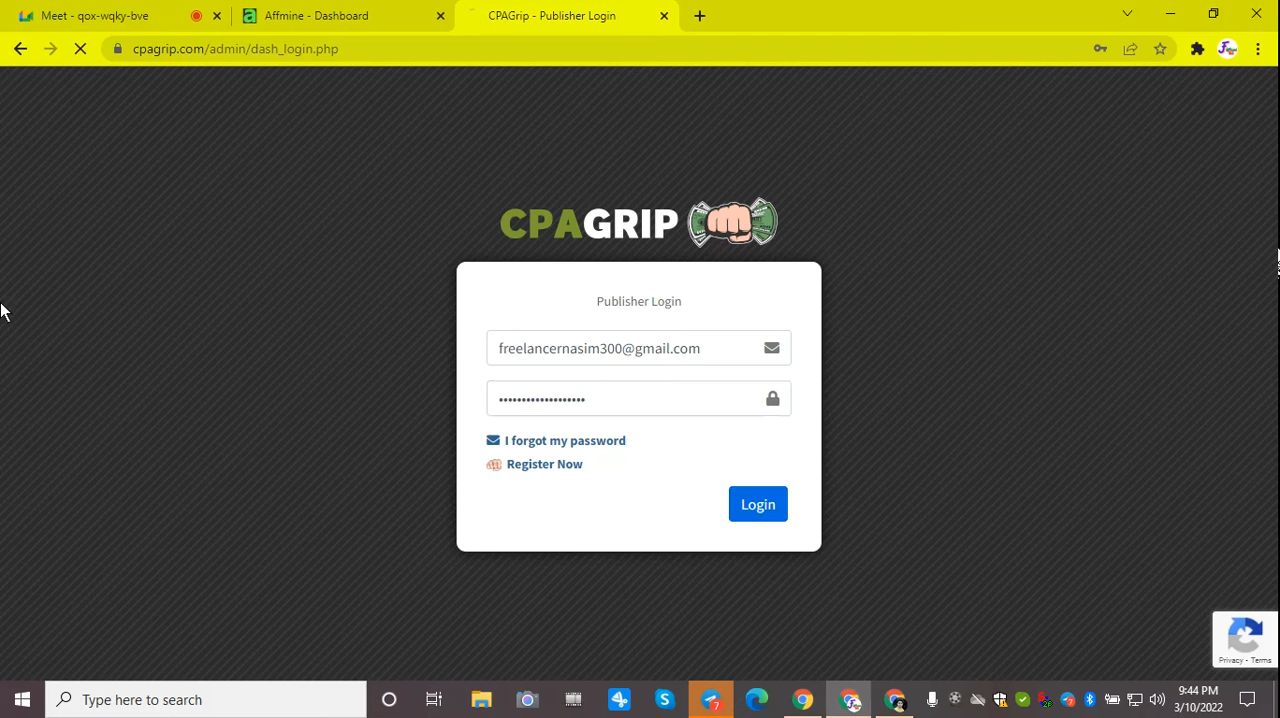 Meet - qox-wqky-bve
Affmine - Dashboard
CPAGrip - Publisher Login
cpagrip.com/admin/dash_login.php
CPAGRIP
Publisher Login
freelancernasim300@gmail.com
•••••••••••••••••••
I forgot my password
Register Now
Login
Privacy - Terms
Type here to search
7
9:44 PM
3/10/2022